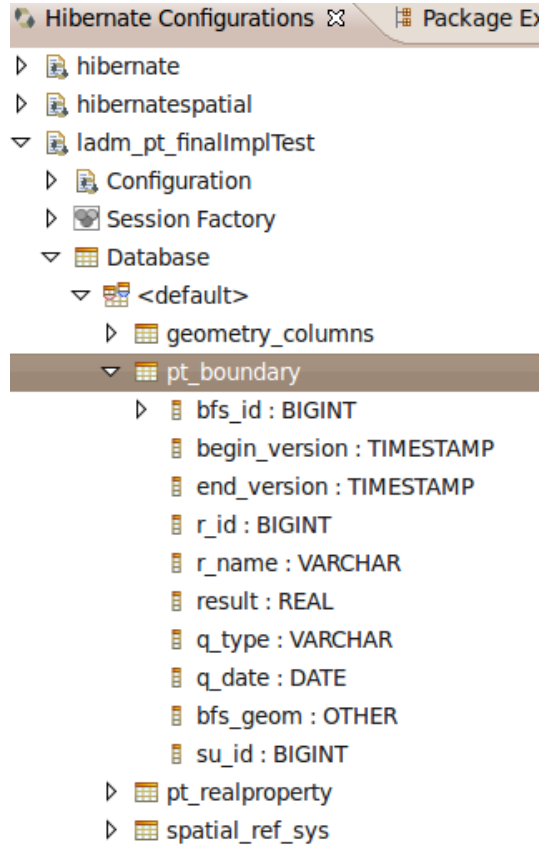 Hibernate Configurations Package Ex
hibernate
hibernatespatial
ladm_pt_finalImplTest
Configuration
Session Factory
Database
<default>
geometry_columns
pt_boundary
bfs_id : BIGINT
begin_version : TIMESTAMP
end_version : TIMESTAMP
r_id : BIGINT
r_name : VARCHAR
result : REAL
q_type : VARCHAR
q_date : DATE
bfs_geom : OTHER
su_id : BIGINT
pt_realproperty
spatial_ref_sys